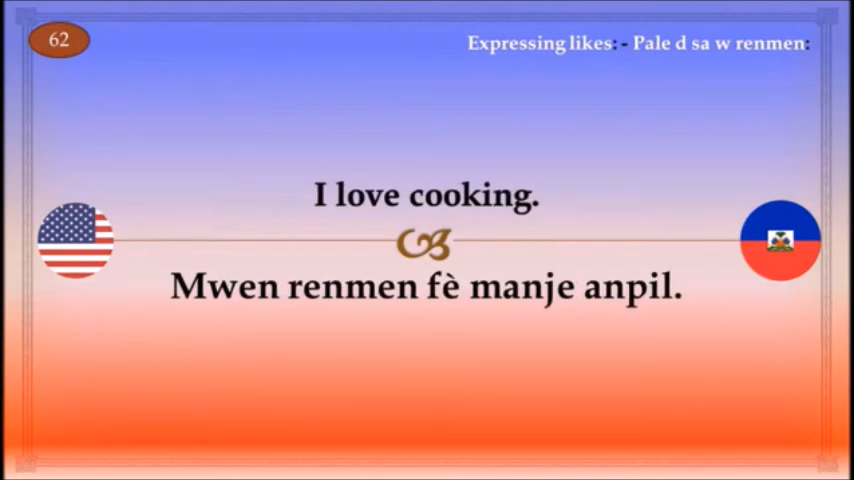 62
Expressing likes: - Pale d sa w renmen:
I love cooking.
Mwen renmen fè manje anpil.